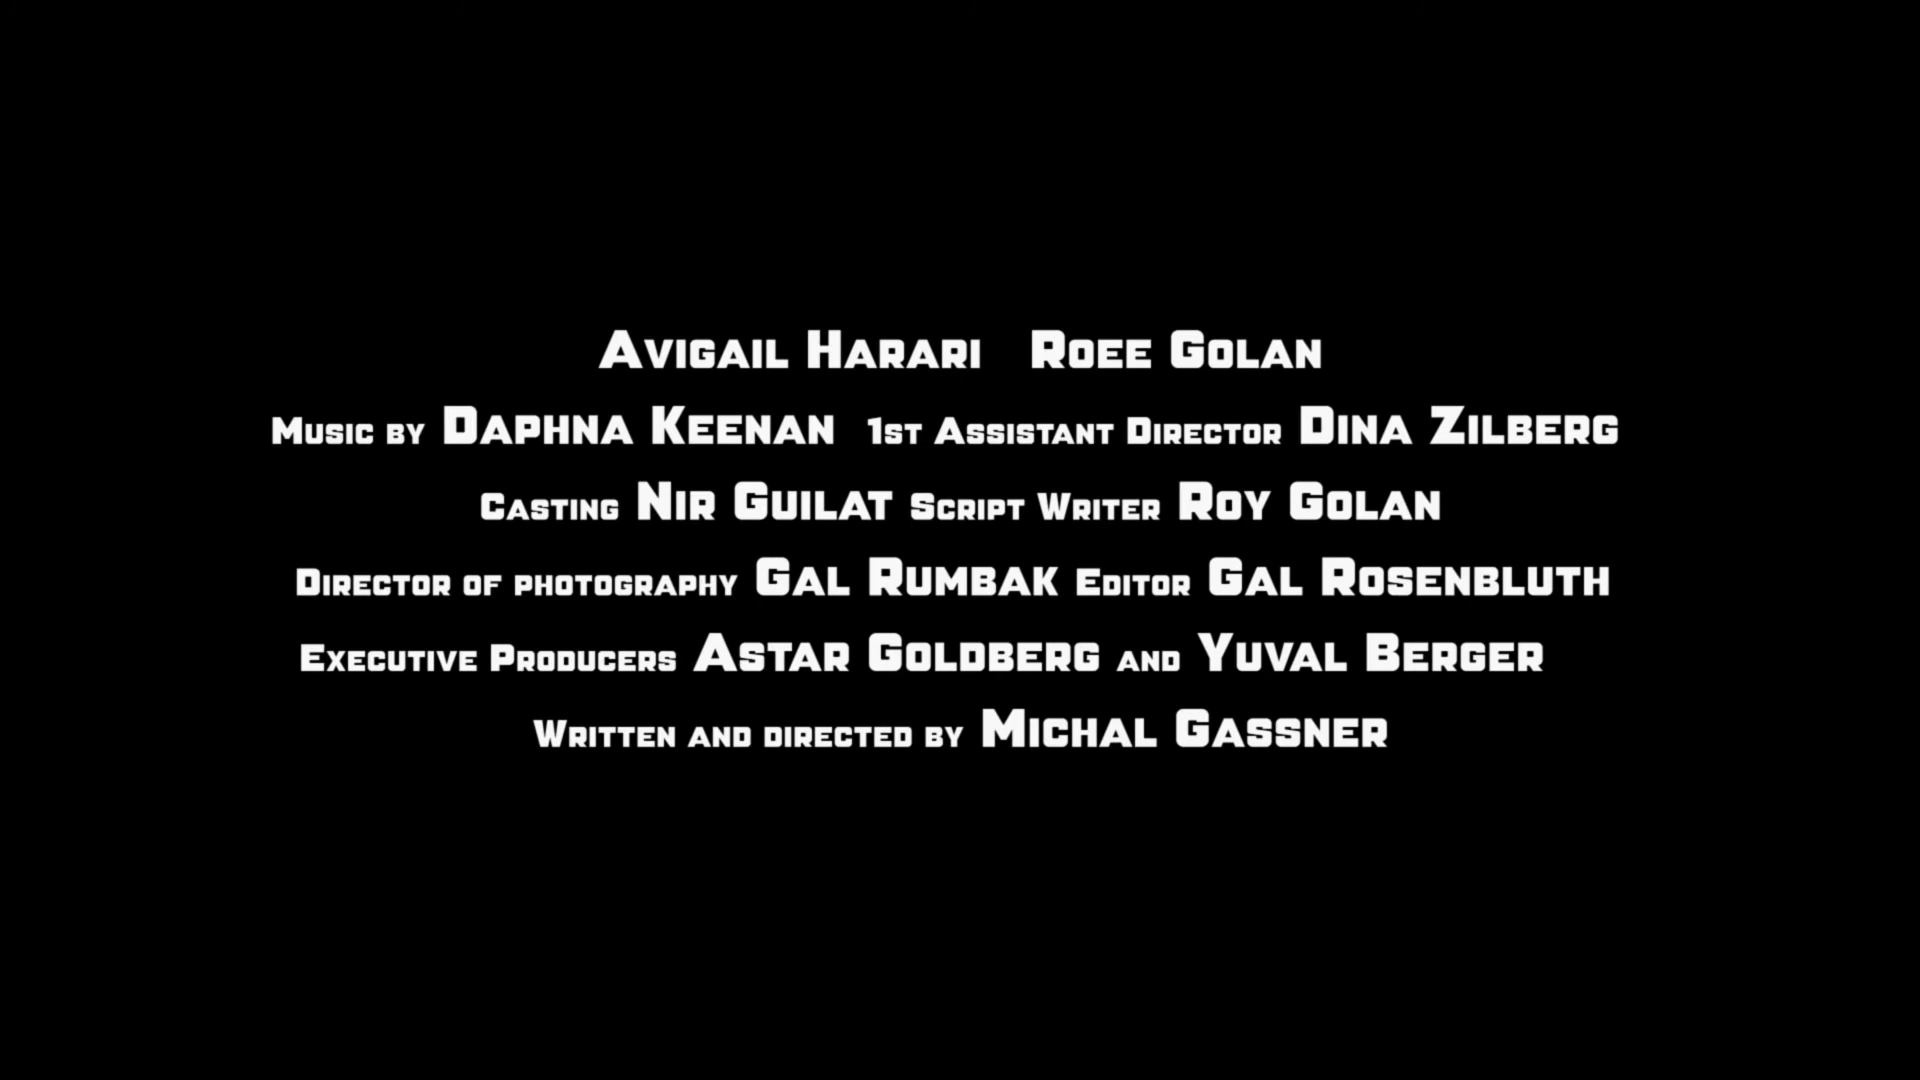 Avigail Harari Roee Golan
Music by Daphna Keenan 1st Assistant Director Dina Zilberg
Casting Nir Guilat Script Writer Roy Golan
Director of photography Gal Rumbak Editor Gal Rosenbluth
Executive Producers Astar Goldberg and Yuval Berger
Written and directed by Michal Gassner